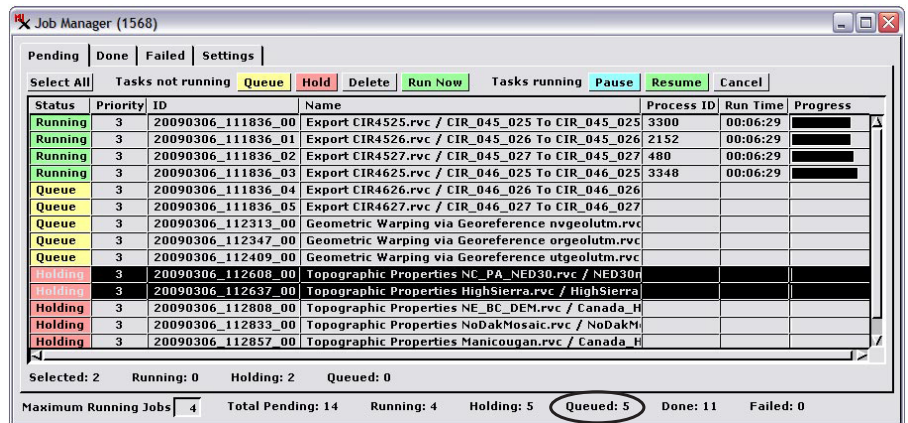 Job Manager (1568)
Pending Done Failed Settings
Select All Tasks not running Queue Hold Delete Run Now Tasks running Pause Resume Cancel
Status Priority ID Name Process ID Run Time Progress
Running 3 20090306_111836_00 Export CIR4525.rvc / CIR_045_025 To CIR_045_025 3300 00:06:29
Running 3 20090306_111836_01 Export CIR4526.rvc / CIR_045_026 To CIR_045_026 2152 00:06:29
Running 3 20090306_111836_02 Export CIR4527.rvc / CIR_045_027 To CIR_045_027 480 00:06:29
Running 3 20090306_111836_03 Export CIR4625.rvc / CIR_046_025 To CIR_046_025 3348 00:06:29
Queue 3 20090306_111836_04 Export CIR4626.rvc / CIR_046_026 To CIR_046_026
Queue 3 20090306_111836_05 Export CIR4627.rvc / CIR_046_027 To CIR_046_027
Queue 3 20090306_112313_00 Geometric Warping via Georeference nvgeolutm.rvc
Queue 3 20090306_112347_00 Geometric Warping via Georeference orgeolutm.rvc
Queue 3 20090306_112409_00 Geometric Warping via Georeference utgeolutm.rvc
Holding 3 20090306_112608_00 Topographic Properties NC_PA_NED30.rvc / NED30m
Holding 3 20090306_112637_00 Topographic Properties HighSierra.rvc / HighSierra
Holding 3 20090306_112808_00 Topographic Properties NE_BC_DEM.rvc / Canada_H
Holding 3 20090306_112833_00 Topographic Properties NoDakMosaic.rvc / NoDakM
Holding 3 20090306_112857_00 Topographic Properties Manicougan.rvc / Canada_H
Selected: 2 Running: 0 Holding: 2 Queued: 0
Maximum Running Jobs 4 Total Pending: 14 Running: 4 Holding: 5 Queued: 5 Done: 11 Failed: 0